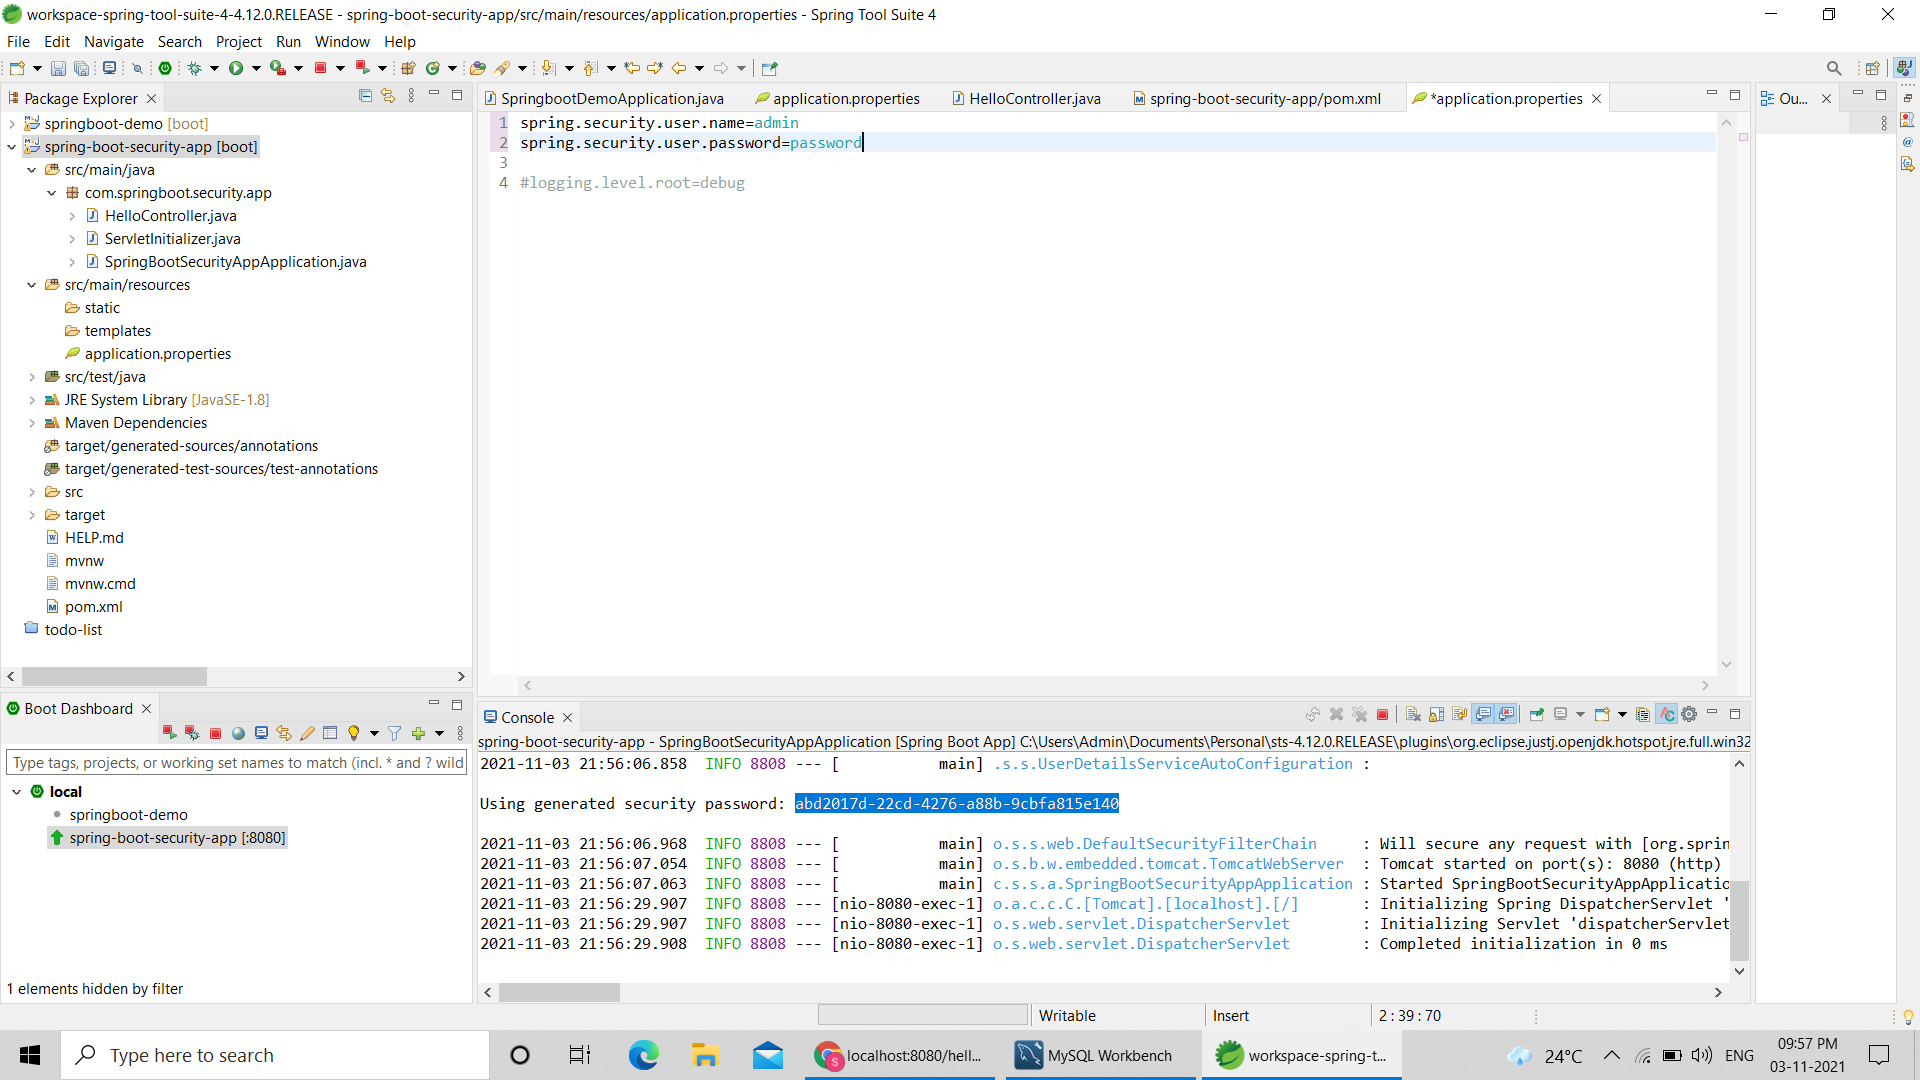 workspace-spring-tool-suite-4-4.12.0.RELEASE - spring-boot-security-app/src/main/resources/application.properties - Spring Tool Suite 4
File Edit Navigate Search Project Run Window Help
Package Explorer
springboot-demo [boot]
spring-boot-security-app [boot]
src/main/java
com.springboot.security.app
HelloController.java
ServletInitializer.java
SpringBootSecurityAppApplication.java
src/main/resources
static
templates
application.properties
src/test/java
JRE System Library [JavaSE-1.8]
Maven Dependencies
target/generated-sources/annotations
target/generated-test-sources/test-annotations
src
target
HELP.md
mvnw
mvnw.cmd
pom.xml
todo-list
SpringbootDemoApplication.java application.properties HelloController.java spring-boot-security-app/pom.xml *application.properties
1 spring.security.user.name=admin
2 spring.security.user.password=password
3
4 #logging.level.root=debug
Ou...
Boot Dashboard
Type tags, projects, or working set names to match (incl. * and ? wild
local
springboot-demo
spring-boot-security-app [:8080]
1 elements hidden by filter
Console
spring-boot-security-app - SpringBootSecurityAppApplication [Spring Boot App] C:\Users\Admin\Documents\Personal\sts-4.12.0.RELEASE\plugins\org.eclipse.justj.openjdk.hotspot.jre.full.win32
2021-11-03 21:56:06.858 INFO 8808 --- [ main] .s.s.UserDetailsServiceAutoConfiguration :
Using generated security password: abd2017d-22cd-4276-a88b-9cbfa815e140
2021-11-03 21:56:06.968 INFO 8808 --- [ main] o.s.s.web.DefaultSecurityFilterChain : Will secure any request with [org.sprin
2021-11-03 21:56:07.054 INFO 8808 --- [ main] o.s.b.w.embedded.tomcat.TomcatWebServer : Tomcat started on port(s): 8080 (http)
2021-11-03 21:56:07.063 INFO 8808 --- [ main] c.s.s.a.SpringBootSecurityAppApplication : Started SpringBootSecurityAppApplicatio
2021-11-03 21:56:29.907 INFO 8808 --- [nio-8080-exec-1] o.a.c.c.C.[Tomcat].[localhost].[/] : Initializing Spring DispatcherServlet '
2021-11-03 21:56:29.907 INFO 8808 --- [nio-8080-exec-1] o.s.web.servlet.DispatcherServlet : Initializing Servlet 'dispatcherServlet
2021-11-03 21:56:29.908 INFO 8808 --- [nio-8080-exec-1] o.s.web.servlet.DispatcherServlet : Completed initialization in 0 ms
Writable Insert 2 : 39 : 70
Type here to search
localhost:8080/hell...
MySQL Workbench
workspace-spring-t...
24°C
ENG
09:57 PM
03-11-2021